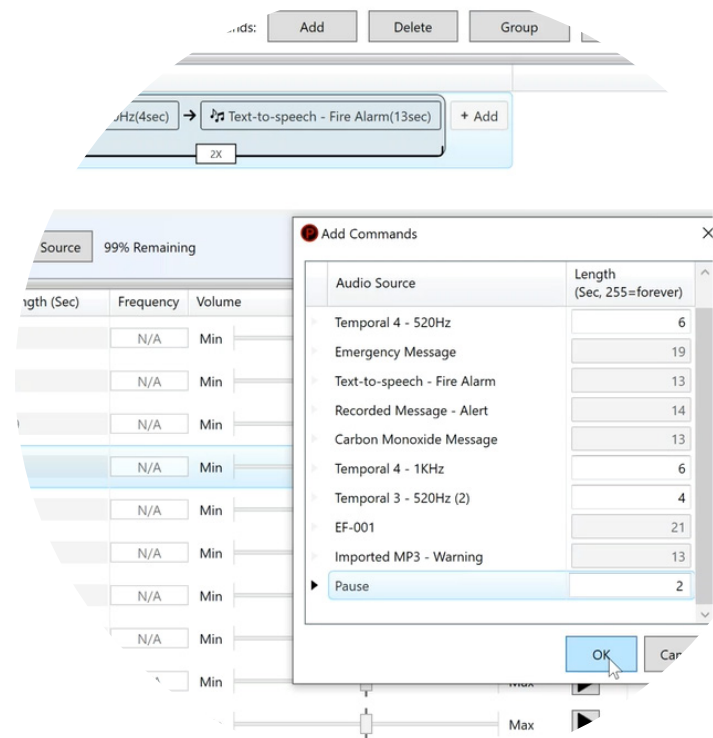 Add Delete Group
Hz(4sec) Text-to-speech - Fire Alarm(13sec) + Add
2X
Source 99% Remaining
Add Commands
(Sec) Frequency Volume
Audio Source
Length
(Sec, 255=forever)
N/A Min
N/A Min
N/A Min
N/A Min
N/A Min
N/A Min
N/A Min
N/A Min
Min
Max
Temporal 4 - 520Hz 6
Emergency Message 19
Text-to-speech - Fire Alarm 13
Recorded Message - Alert 14
Carbon Monoxide Message 13
Temporal 4 - 1KHz 6
Temporal 3 - 520Hz (2) 4
EF-001 21
Imported MP3 - Warning 13
Pause 2
OK